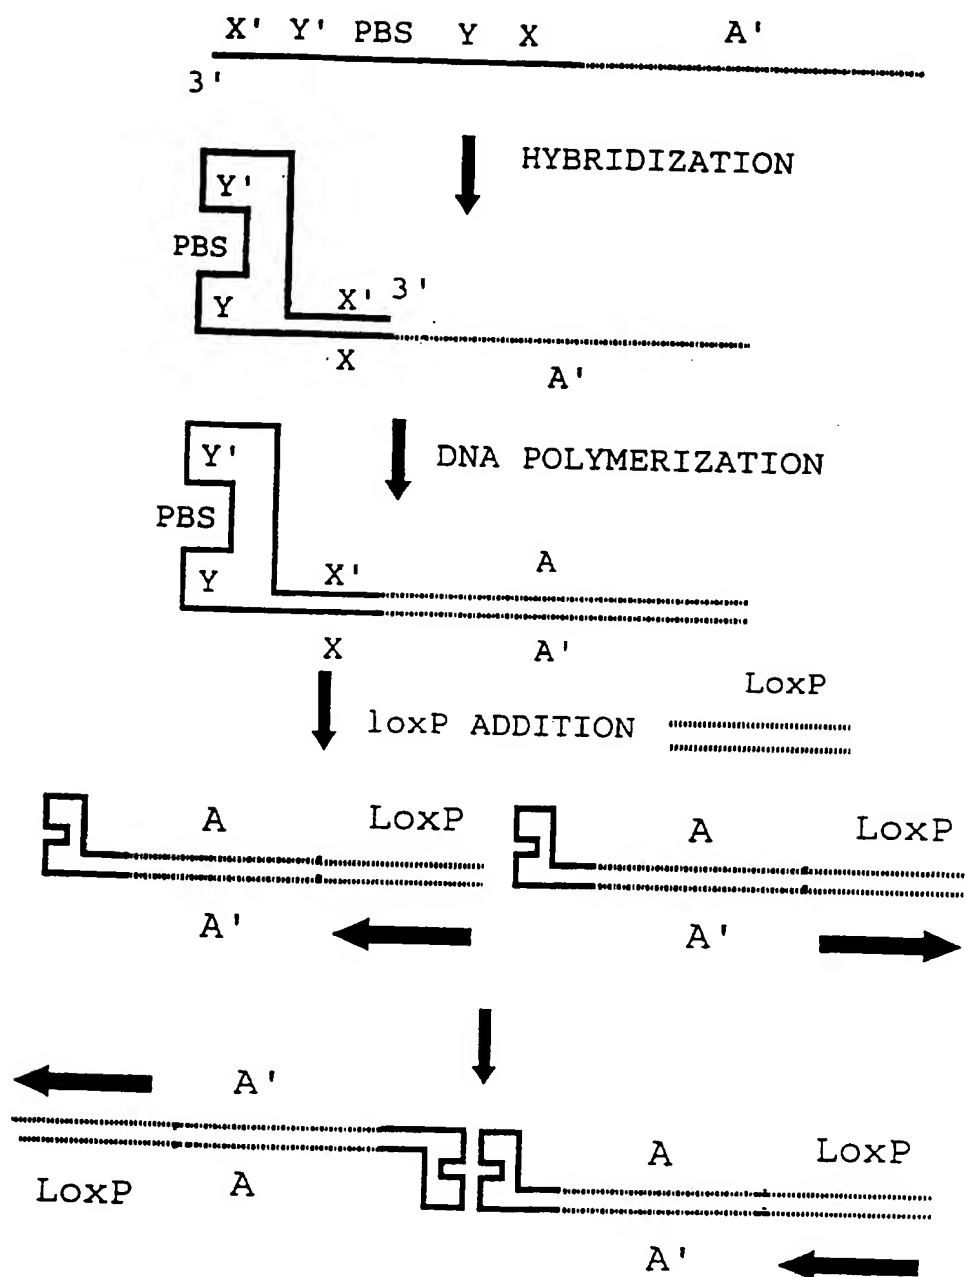 X' Y' PBS Y X A'
3'
HYBRIDIZATION
Y'
PBS
Y X' 3'
X A'
DNA POLYMERIZATION
Y'
PBS
A
Y X'
X A'
LoxP
loxP ADDITION
A LoxP A LoxP
A' A'
A'
A LoxP
LoxP A
A'